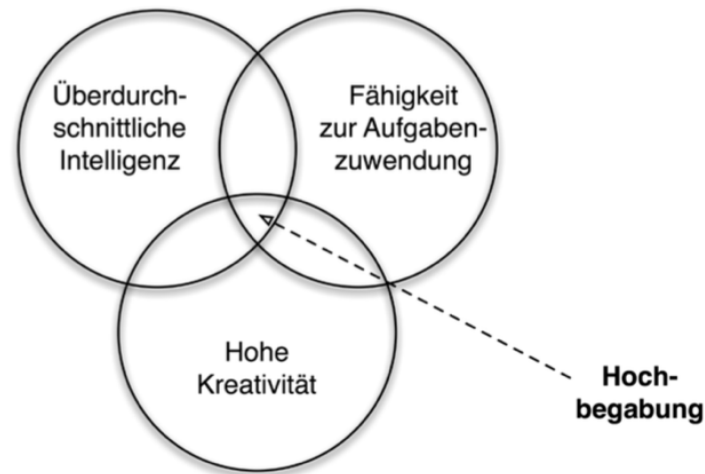 Überdurch-
schnittliche
Intelligenz
Fähigkeit
zur Aufgaben-
zuwendung
Hohe
Kreativität
Hoch-
begabung